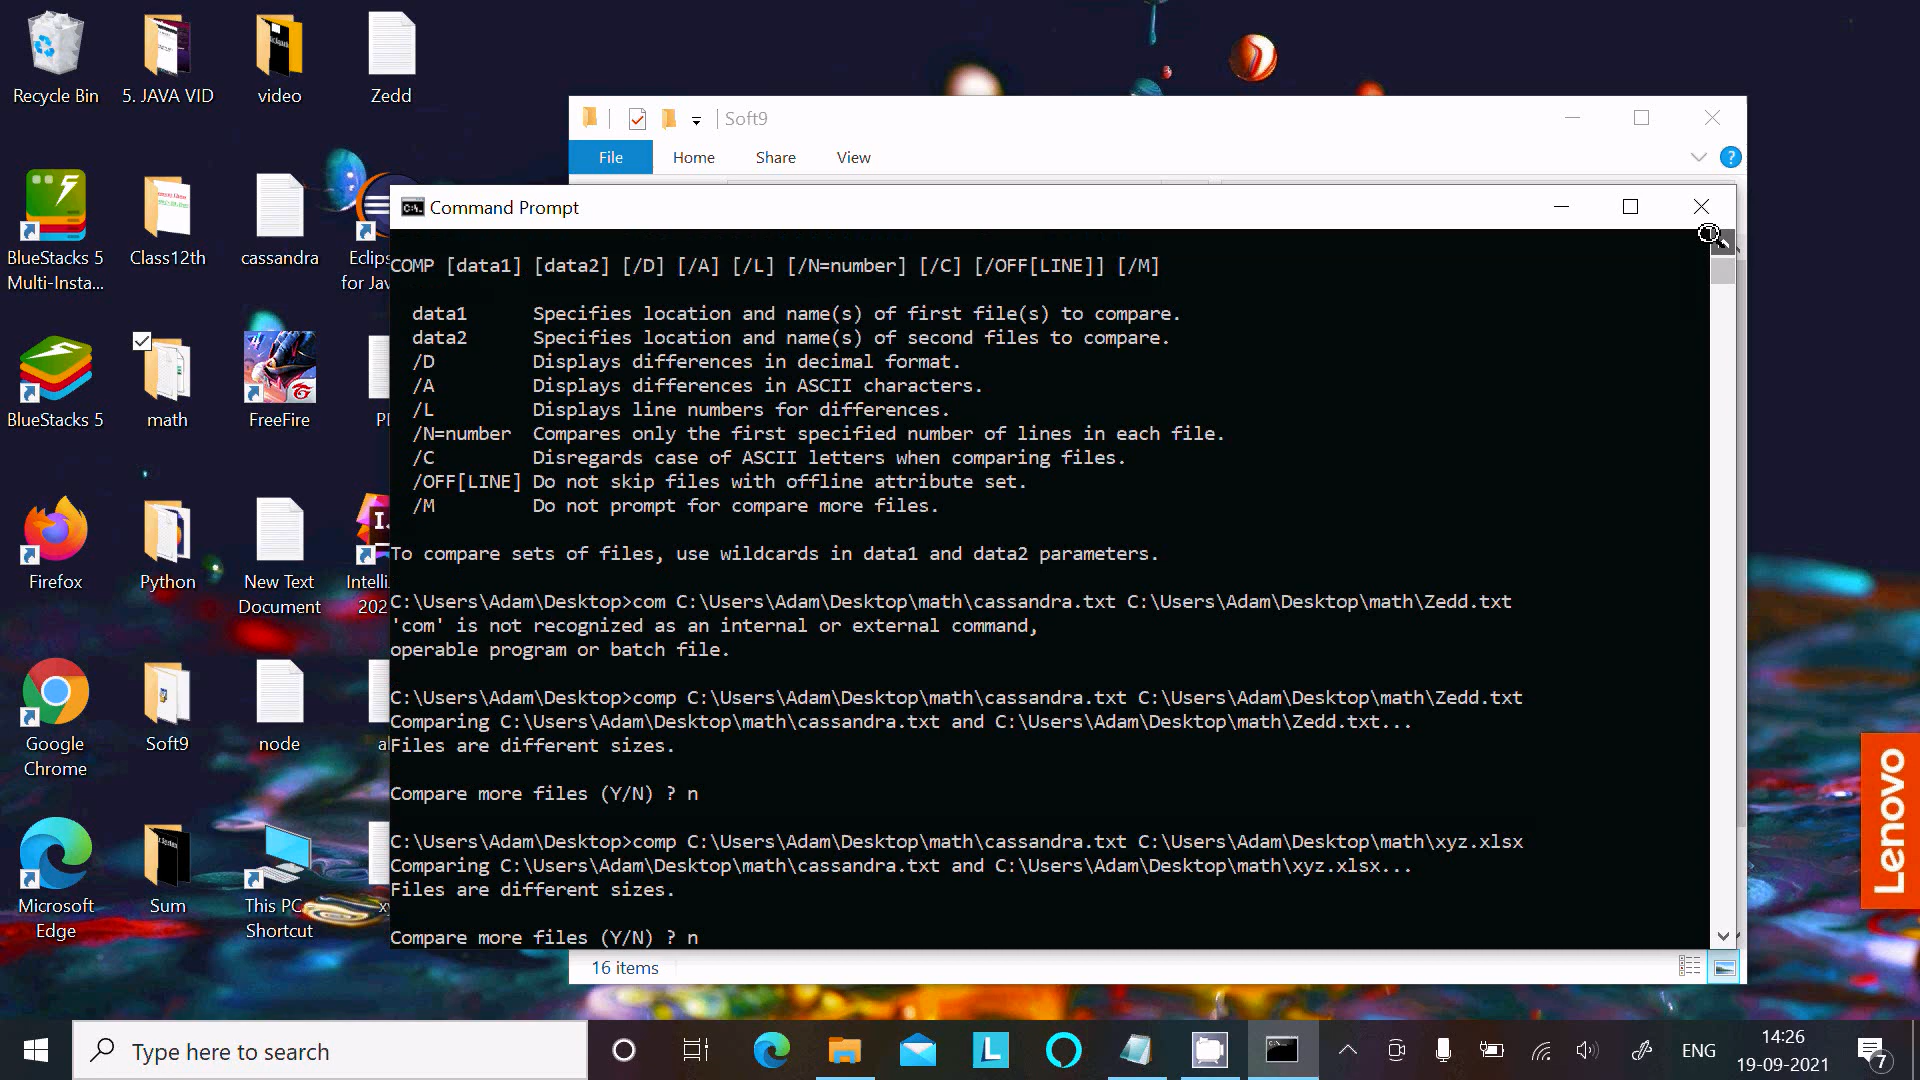 Recycle Bin
5. JAVA VID
video
Zedd
BlueStacks 5
Multi-Insta...
Class12th
cassandra
Eclips
for Jav
BlueStacks 5
math
FreeFire
Firefox
Python
New Text
Document
Intelli
202
Google
Chrome
Soft9
node
Microsoft
Edge
Sum
This PC
Shortcut
Soft9
File
Home
Share
View
Command Prompt
COMP [data1] [data2] [/D] [/A] [/L] [/N=number] [/C] [/OFF[LINE]] [/M]
data1 Specifies location and name(s) of first file(s) to compare.
data2 Specifies location and name(s) of second files to compare.
/D Displays differences in decimal format.
/A Displays differences in ASCII characters.
/L Displays line numbers for differences.
/N=number Compares only the first specified number of lines in each file.
/C Disregards case of ASCII letters when comparing files.
/OFF[LINE] Do not skip files with offline attribute set.
/M Do not prompt for compare more files.
To compare sets of files, use wildcards in data1 and data2 parameters.
C:\Users\Adam\Desktop>com C:\Users\Adam\Desktop\math\cassandra.txt C:\Users\Adam\Desktop\math\Zedd.txt
'com' is not recognized as an internal or external command,
operable program or batch file.
C:\Users\Adam\Desktop>comp C:\Users\Adam\Desktop\math\cassandra.txt C:\Users\Adam\Desktop\math\Zedd.txt
Comparing C:\Users\Adam\Desktop\math\cassandra.txt and C:\Users\Adam\Desktop\math\Zedd.txt...
Files are different sizes.
Compare more files (Y/N) ? n
C:\Users\Adam\Desktop>comp C:\Users\Adam\Desktop\math\cassandra.txt C:\Users\Adam\Desktop\math\xyz.xlsx
Comparing C:\Users\Adam\Desktop\math\cassandra.txt and C:\Users\Adam\Desktop\math\xyz.xlsx...
Files are different sizes.
Compare more files (Y/N) ? n
16 items
Lenovo
Type here to search
ENG
14:26
19-09-2021
7